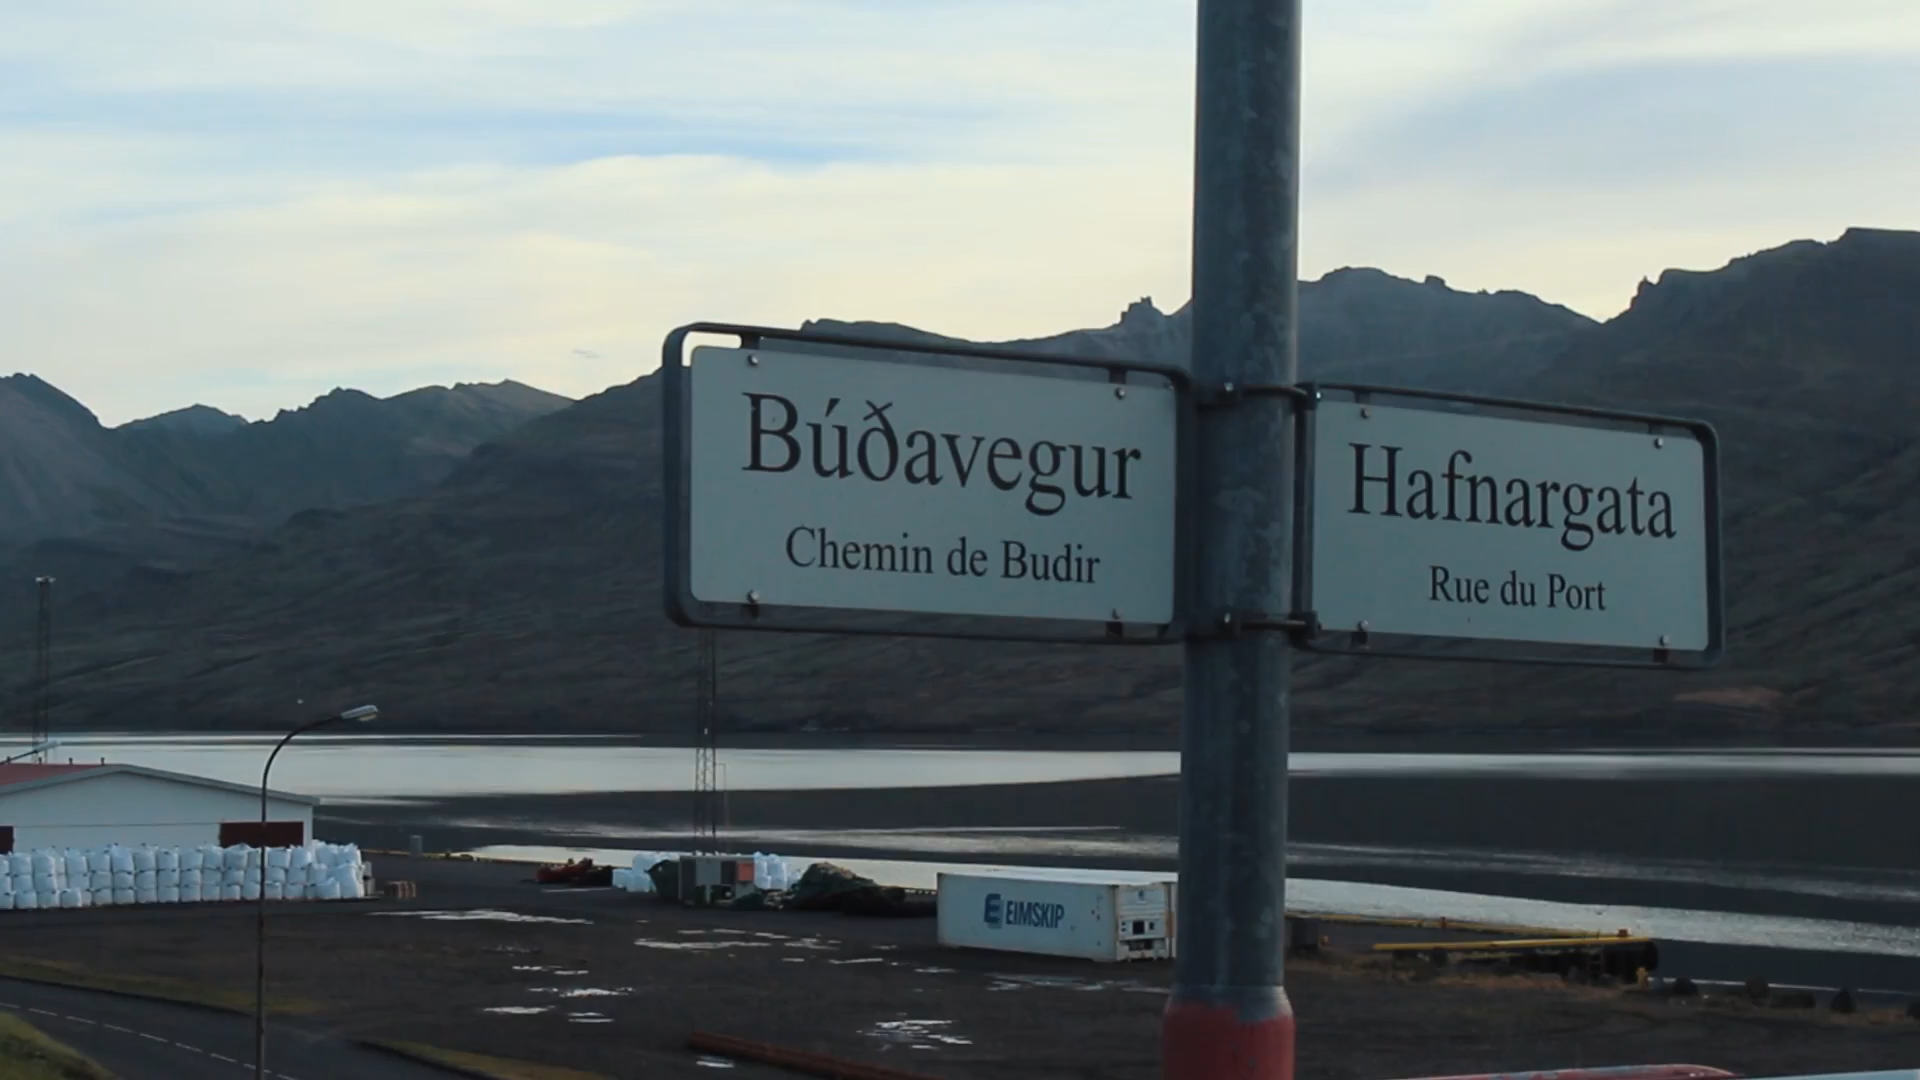 Búðavegur
Chemin de Budir
Hafnargata
Rue du Port
EIMSKIP